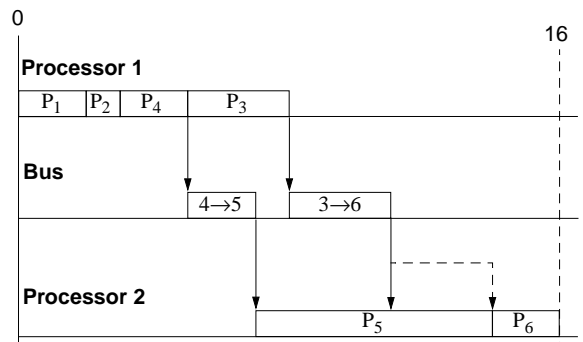 0
16
Processor 1
P1 P2 P4 P3
Bus
4→5 3→6
Processor 2
P5 P6